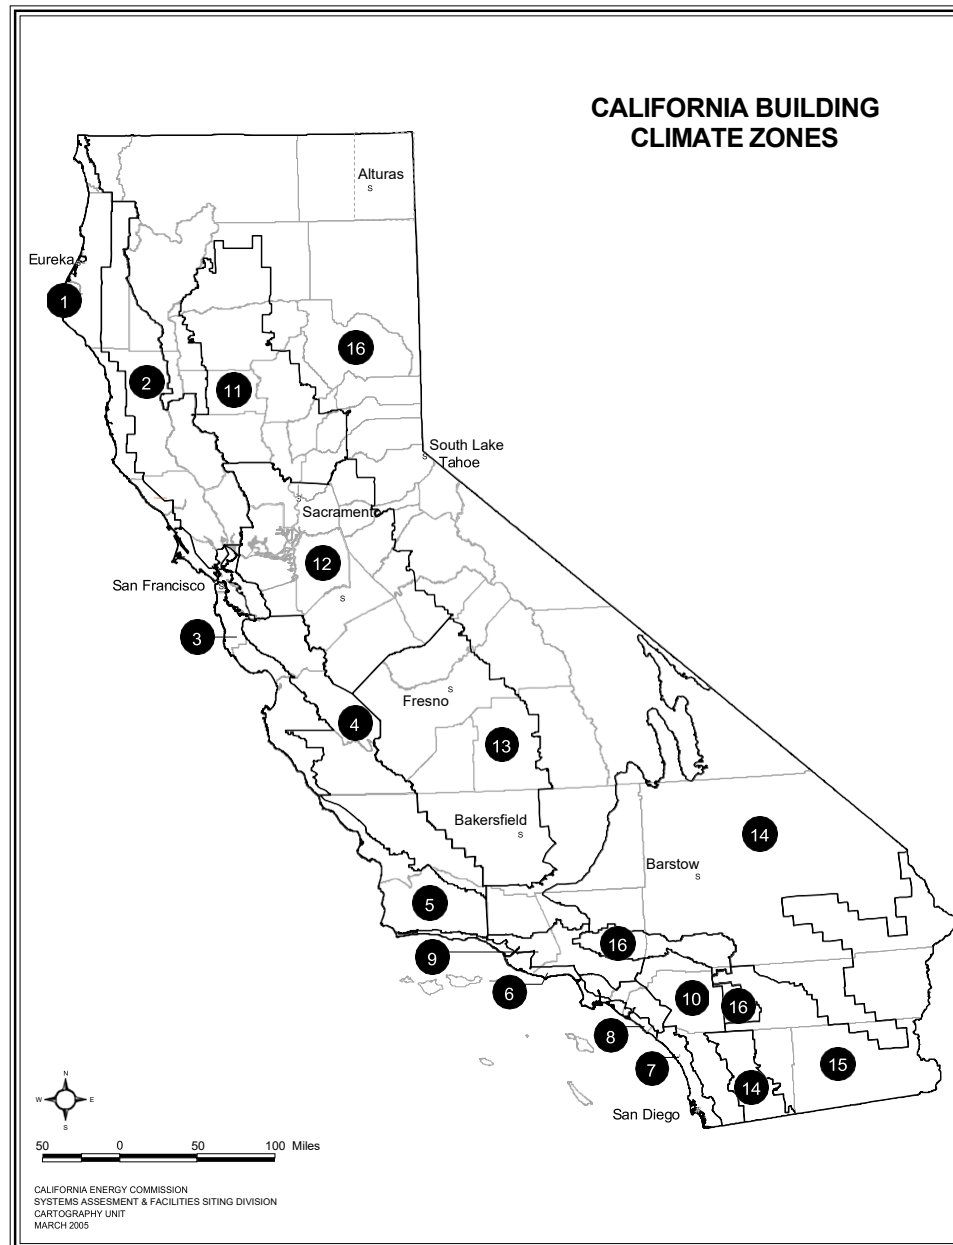 CALIFORNIA BUILDING
CLIMATE ZONES
Alturas
S
Eureka
1
16
2
11
South Lake
S
Tahoe
S
Sacramento
12
San Francisco
S
S
3
S
Fresno
4
13
Bakersfield
S
14
Barstow
S
5
16
9
6
10
16
8
7
15
14
San Diego
N
W
E
S
50
0
50
100 Miles
CALIFORNIA ENERGY COMMISSION
SYSTEMS ASSESMENT & FACILITIES SITING DIVISION
CARTOGRAPHY UNIT
MARCH 2005